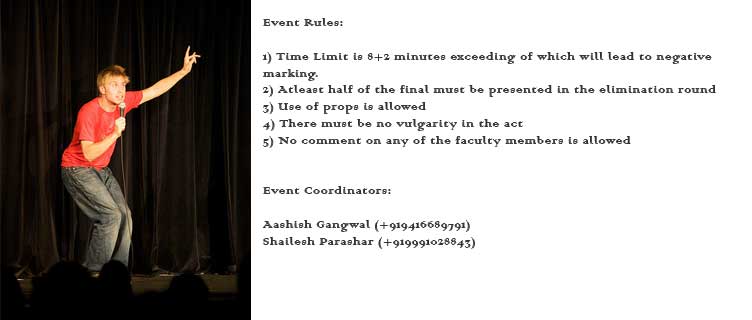 Event Rules:
1) Time Limit is 8+2 minutes exceeding of which will lead to negative
marking.
2) Atleast half of the final must be presented in the elimination round
3) Use of props is allowed
4) There must be no vulgarity in the act
5) No comment on any of the faculty members is allowed
Event Coordinators:
Aashish Gangwal (+919416689791)
Shailesh Parashar (+919991028843)